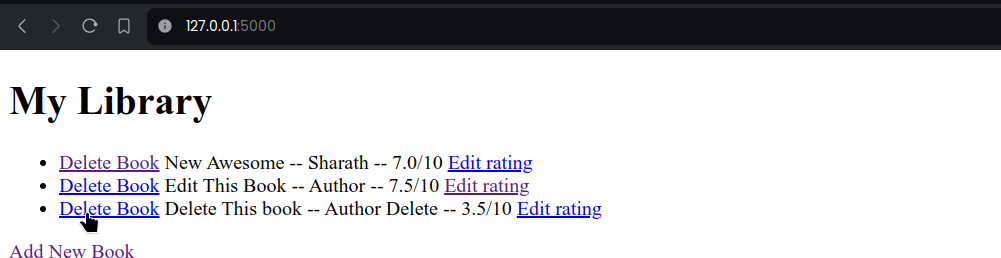 127.0.0.1:5000
My Library
Delete Book New Awesome -- Sharath -- 7.0/10 Edit rating
Delete Book Edit This Book -- Author -- 7.5/10 Edit rating
Delete Book Delete This book -- Author Delete -- 3.5/10 Edit rating
Add New Book